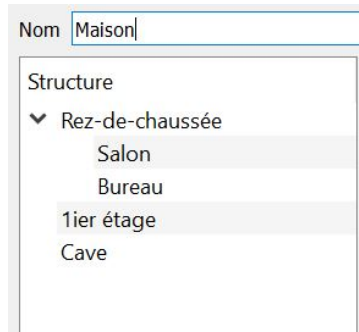 Nom Maison
Structure
Rez-de-chaussée
Salon
Bureau
1ier étage
Cave